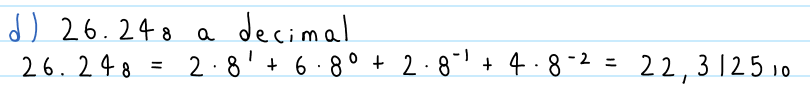 d) 26.24₈ a decimal
26.24₈ = 2·8¹ + 6·8⁰ + 2·8⁻¹ + 4·8⁻² = 22,3125₁₀